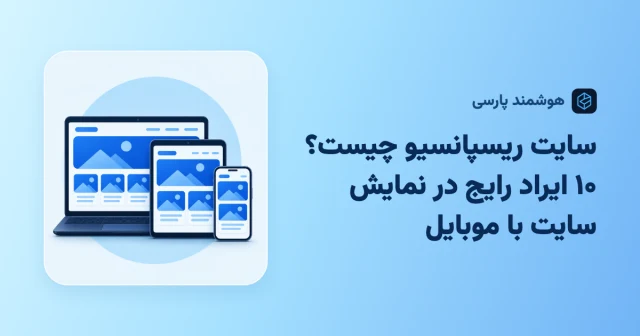 هوشمند پارسی
سایت ریسپانسیو چیست؟
۱۰ ایراد رایج در نمایش
سایت با موبایل